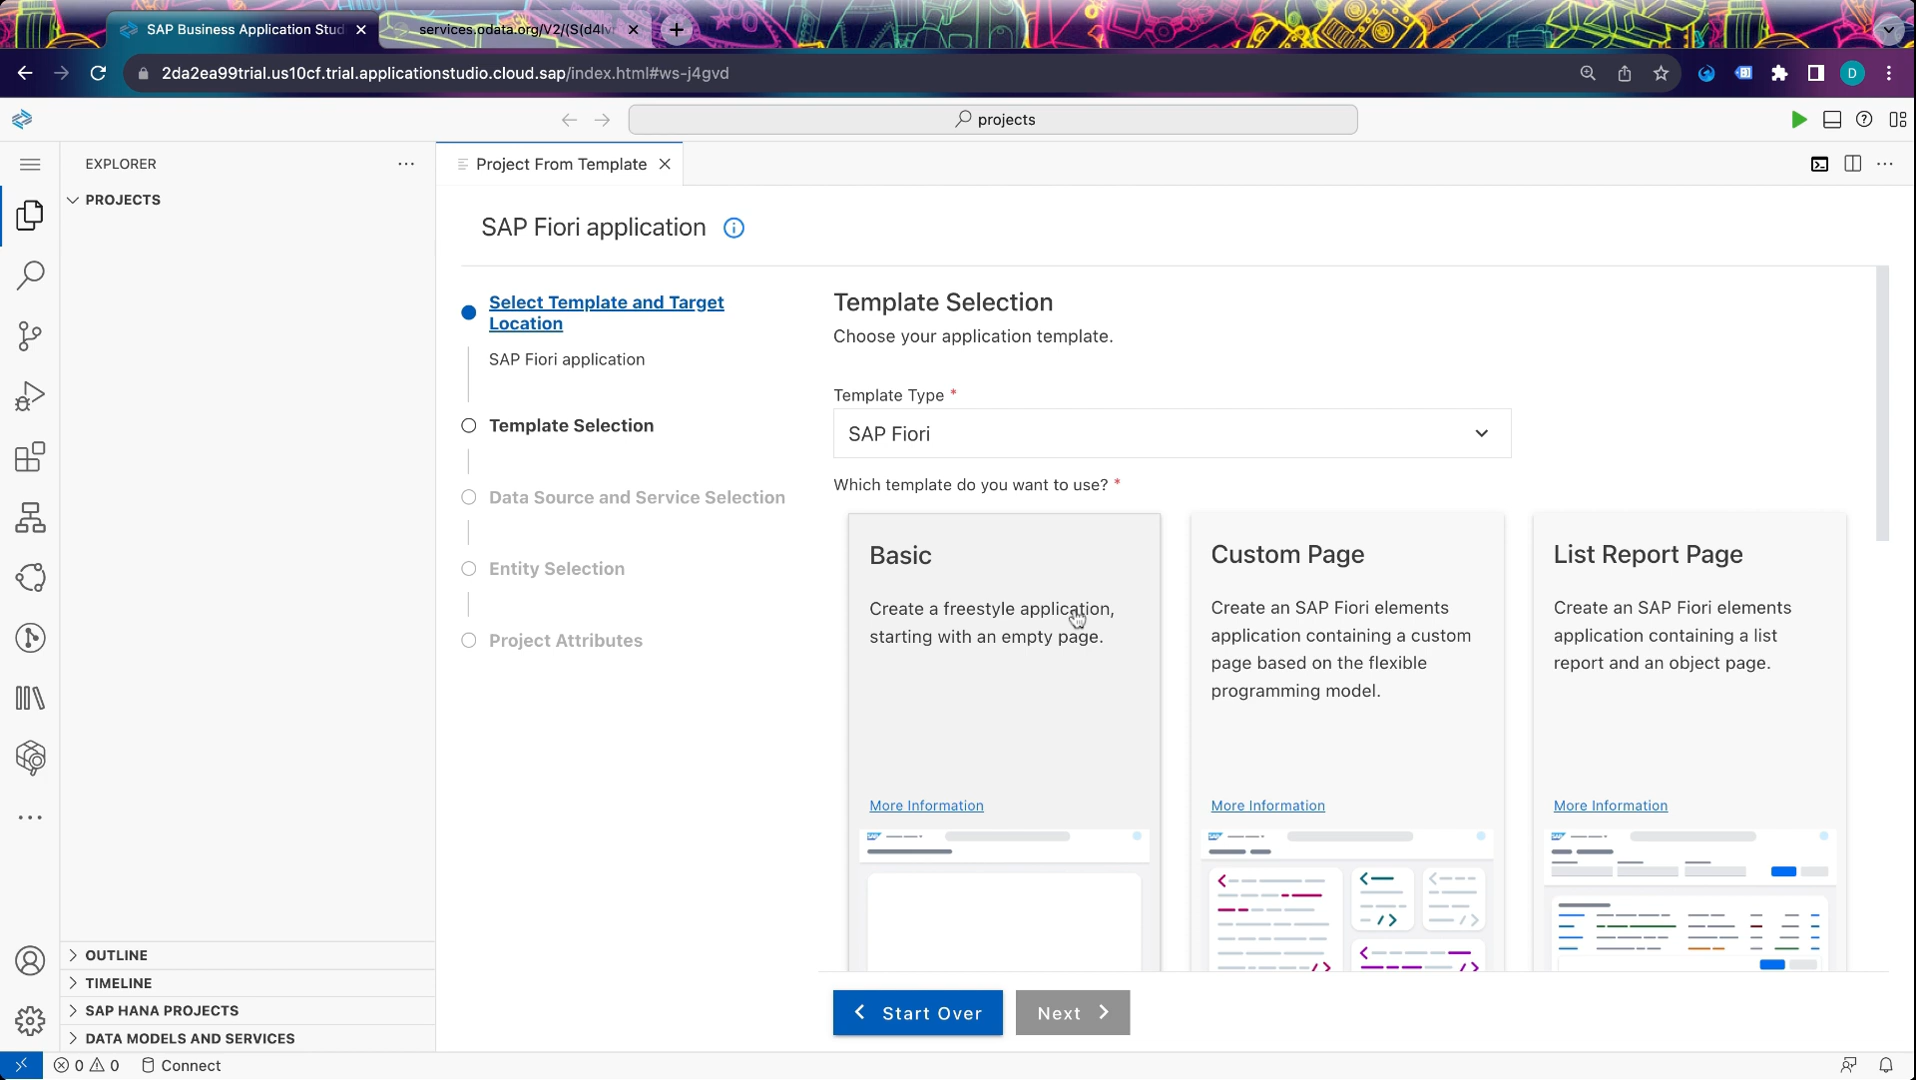 SAP Business Application Stud
services.odata.org/V2/(S(d4lvr
2da2ea99trial.us10cf.trial.applicationstudio.cloud.sap/index.html#ws-j4gvd
D
projects
EXPLORER
PROJECTS
Project From Template
SAP Fiori application
Select Template and Target
Location
SAP Fiori application
Template Selection
Data Source and Service Selection
Entity Selection
Project Attributes
Template Selection
Choose your application template.
Template Type *
SAP Fiori
Which template do you want to use? *
Basic
Create a freestyle application,
starting with an empty page.
More Information
Custom Page
Create an SAP Fiori elements
application containing a custom
page based on the flexible
programming model.
More Information
List Report Page
Create an SAP Fiori elements
application containing a list
report and an object page.
More Information
SAP
SAP
SAP
Start Over
Next
OUTLINE
TIMELINE
SAP HANA PROJECTS
DATA MODELS AND SERVICES
0 0 Connect